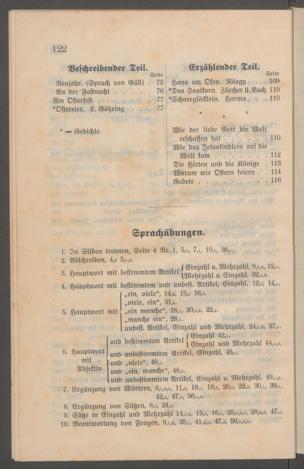 122
Beschreibender Teil.
Seite
Neujahr. (Spruch von Güll) 75
An der Fastnacht 76
Am Osterfest 77
*Ostereier. L. Göhring 77
* = Gedichte.
Erzählender Teil.
Seite
Hans am Ofen. Rüegg 109
*Das Saatkorn. Zürcher II. Buch 110
*Schneeglöcklein. Harms 110
* * *
Wie der liebe Gott die Welt
erschaffen hat 110
Wie das Jesuskindlein auf die
Welt kam 112
Die Hirten und die Könige 113
Warum wir Ostern feiern 114
Gebete 116
Sprachübungen.
1. In Silben trennen, Seite 4 Nr. 1,
2. Abschreiben,
3. Hauptwort mit bestimmtem Artikel
Einzahl u. Mehrzahl,
Mehrzahl u. Einzahl,
4. Hauptwort mit unbest. Artikel, Einzahl
5. Hauptwort mit
„ein, viele",
„viele, ein",
„ein manche",
„manche ein",
unbest. Artikel, Einzahl und Mehrzahl,
6. Hauptwort
mit
Adjektiv
und bestimmtem Artikel
Einzahl
Einzahl und Mehrzahl
und unbestimmtem Artikel, Einzahl,
und „ein, viele",
und „ein, manche",
und unbestimmtem Artikel, Einzahl u. Mehrzahl,
7. Ergänzung von Wörtern,
8. Ergänzung von Sätzen,
9. Sätze in Einzahl und Mehrzahl
10. Beantwortung von Fragen,